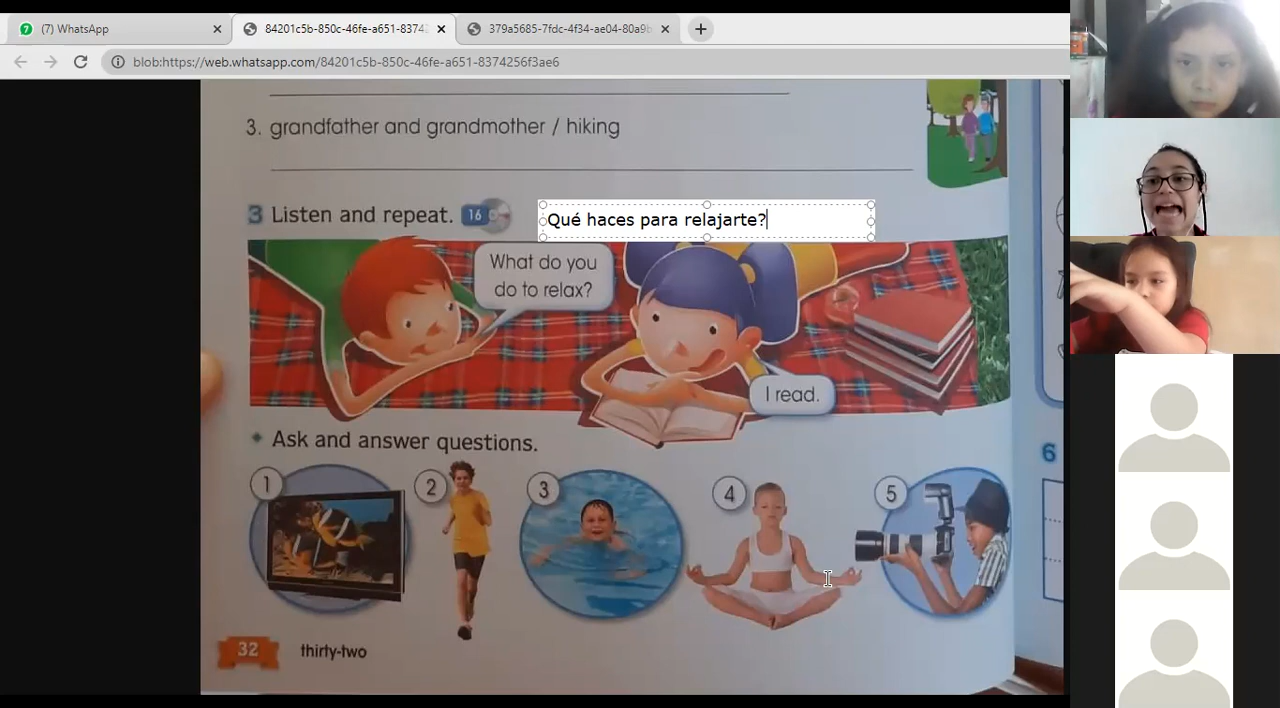 (7) WhatsApp
84201c5b-850c-46fe-a651-8374
379a5685-7fdc-4f34-ae04-80a9b
blob:https://web.whatsapp.com/84201c5b-850c-46fe-a651-8374256f3ae6
3. grandfather and grandmother / hiking
3 Listen and repeat. 16
Qué haces para relajarte?
What do you
do to relax?
I read.
Ask and answer questions.
1 2 3 4 5
6
32 thirty-two